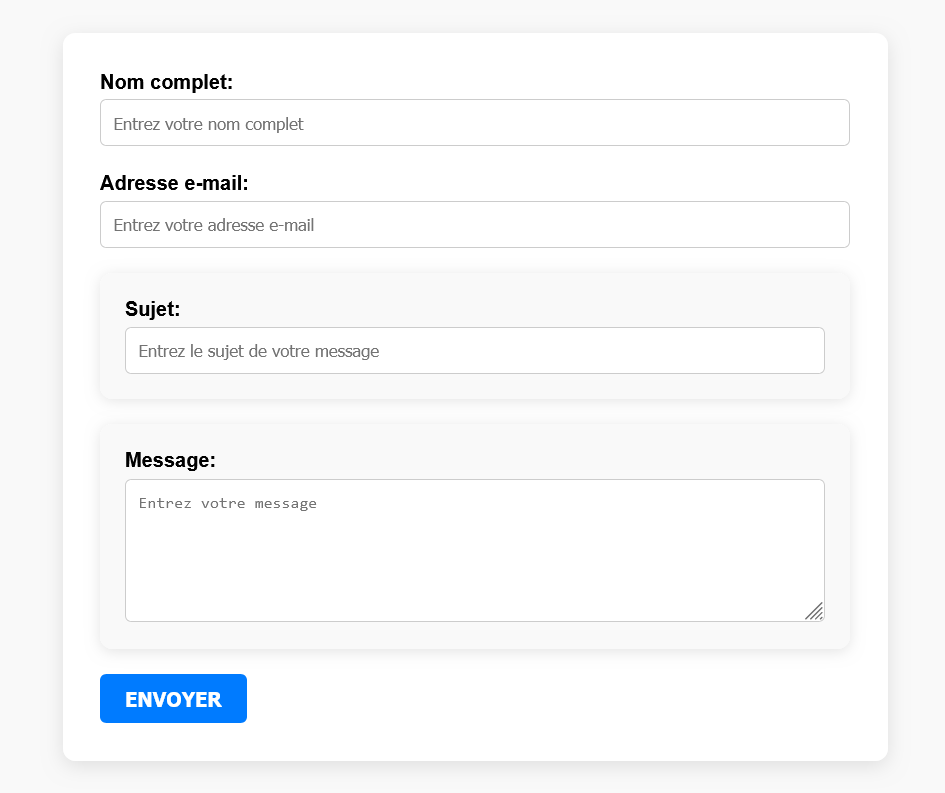 Nom complet:
Entrez votre nom complet
Adresse e-mail:
Entrez votre adresse e-mail
Sujet:
Entrez le sujet de votre message
Message:
Entrez votre message
ENVOYER